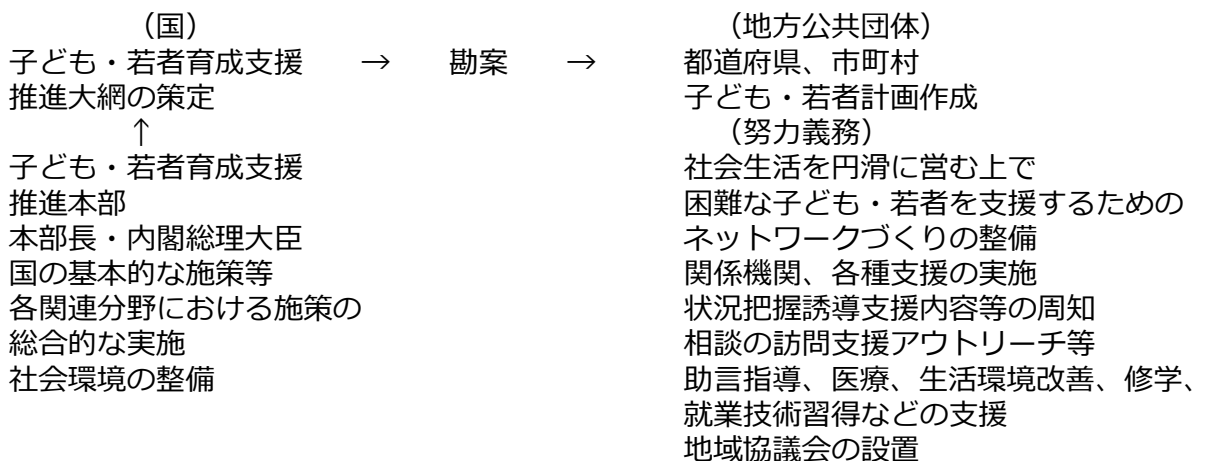 （国）
子ども・若者育成支援　→　勘案　→
推進大網の策定
↑
子ども・若者育成支援
推進本部
本部長・内閣総理大臣
国の基本的な施策等
各関連分野における施策の
総合的な実施
社会環境の整備
（地方公共団体）
都道府県、市町村
子ども・若者計画作成
（努力義務）
社会生活を円滑に営む上で
困難な子ども・若者を支援するための
ネットワークづくりの整備
関係機関、各種支援の実施
状況把握誘導支援内容等の周知
相談の訪問支援アウトリーチ等
助言指導、医療、生活環境改善、修学、
就業技術習得などの支援
地域協議会の設置